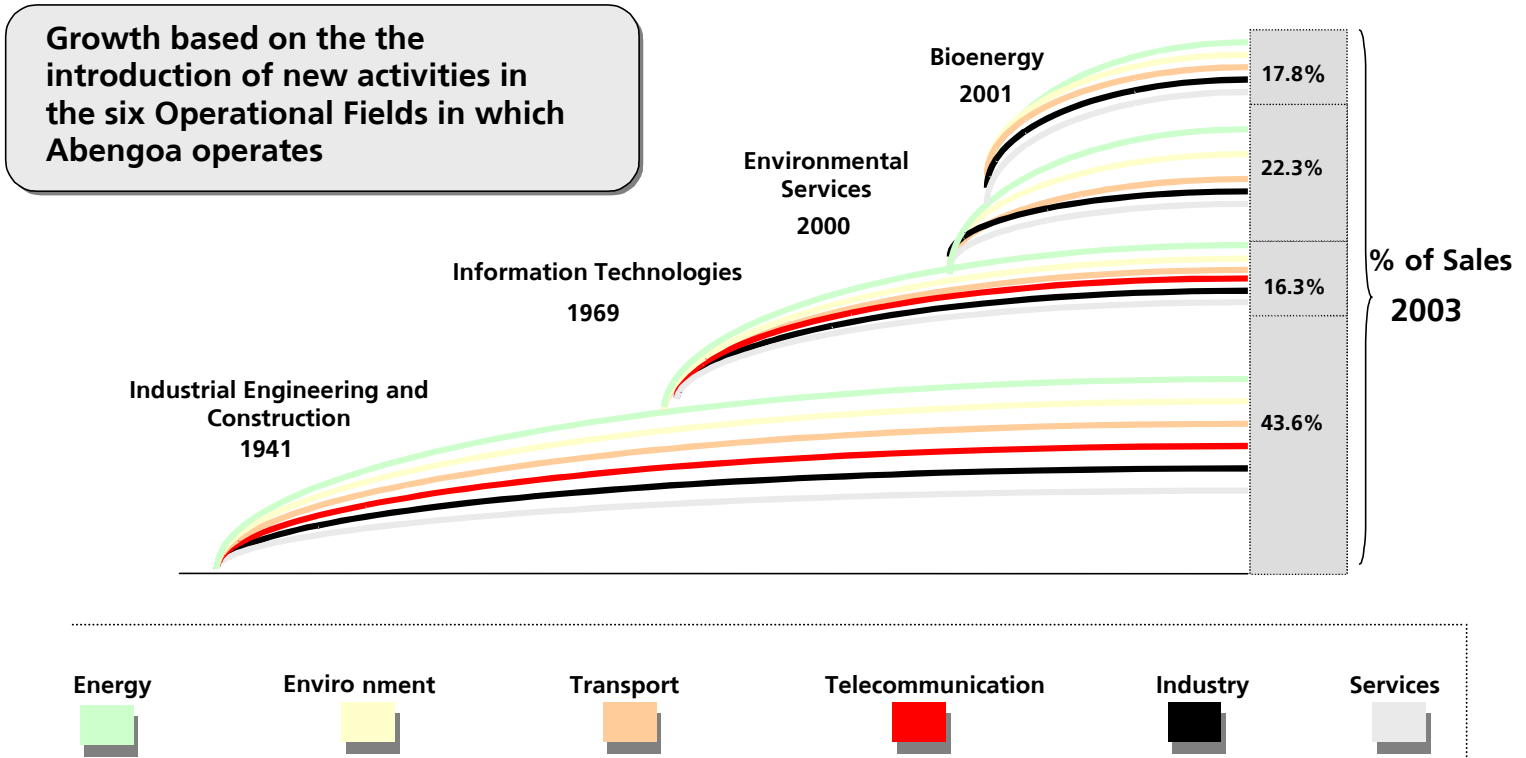 Growth based on the the
introduction of new activities in
the six Operational Fields in which
Abengoa operates
Bioenergy
2001
17.8%
Environmental
Services
2000
22.3%
Information Technologies
1969
16.3%
% of Sales
2003
Industrial Engineering and
Construction
1941
43.6%
Energy
Enviro nment
Transport
Telecommunication
Industry
Services